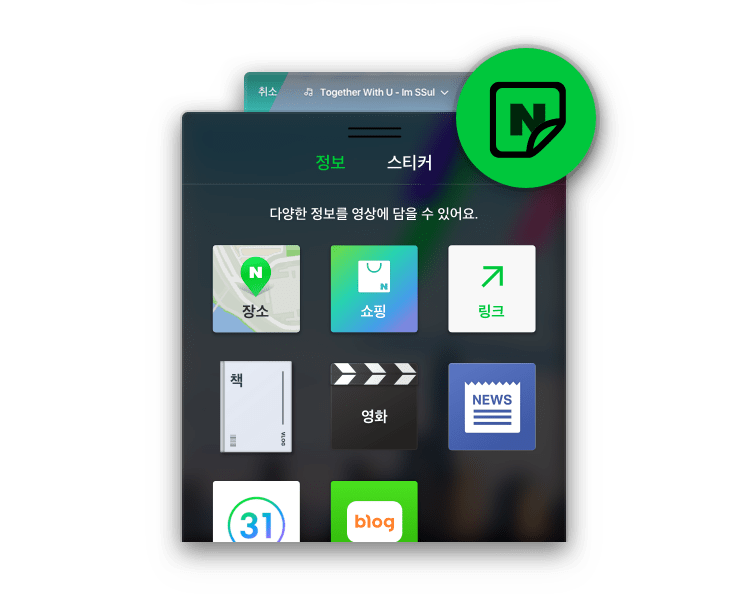 취소
Together With U - Im SSul
N
정보
스티커
다양한 정보를 영상에 담을 수 있어요.
N
장소
N
쇼핑
링크
책
VLOG
영화
NEWS
31
blog